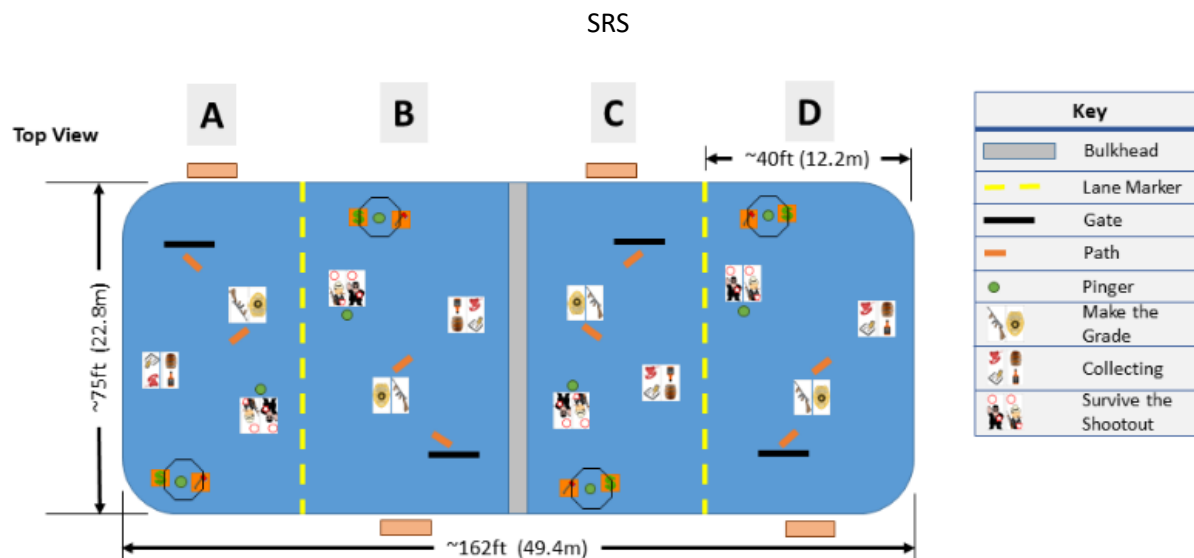 SRS
A
B
C
D
Top View
~40ft (12.2m)
~75ft (22.8m)
~162ft (49.4m)
Key
Bulkhead
Lane Marker
Gate
Path
Pinger
Make the
Grade
Collecting
Survive the
Shootout